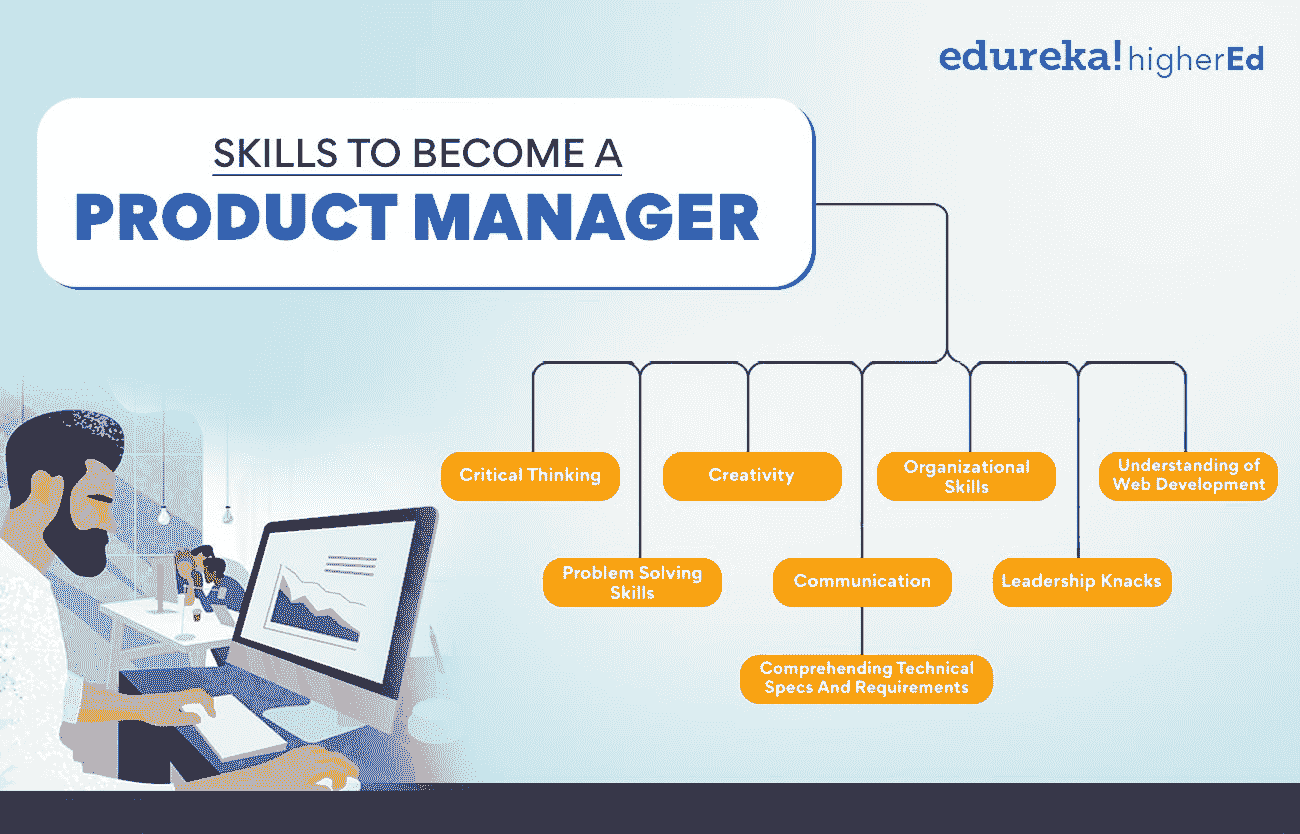 edureka! higherEd
SKILLS TO BECOME A
PRODUCT MANAGER
Critical Thinking
Creativity
Organizational
Skills
Understanding of
Web Development
Problem Solving
Skills
Communication
Leadership Knacks
Comprehending Technical
Specs And Requirements